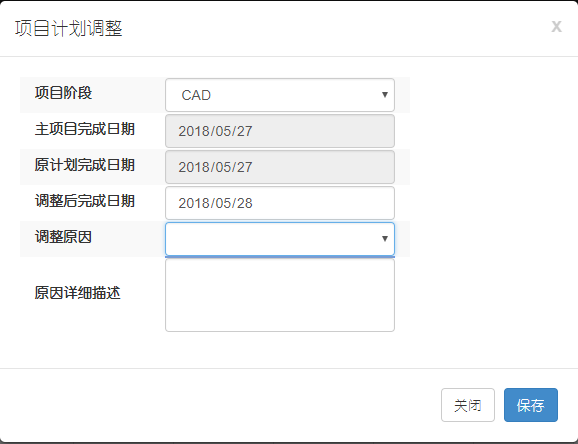 项目计划调整 x
项目阶段 CAD
主项目完成日期 2018/05/27
原计划完成日期 2018/05/27
调整后完成日期 2018/05/28
调整原因
原因详细描述
关闭 保存